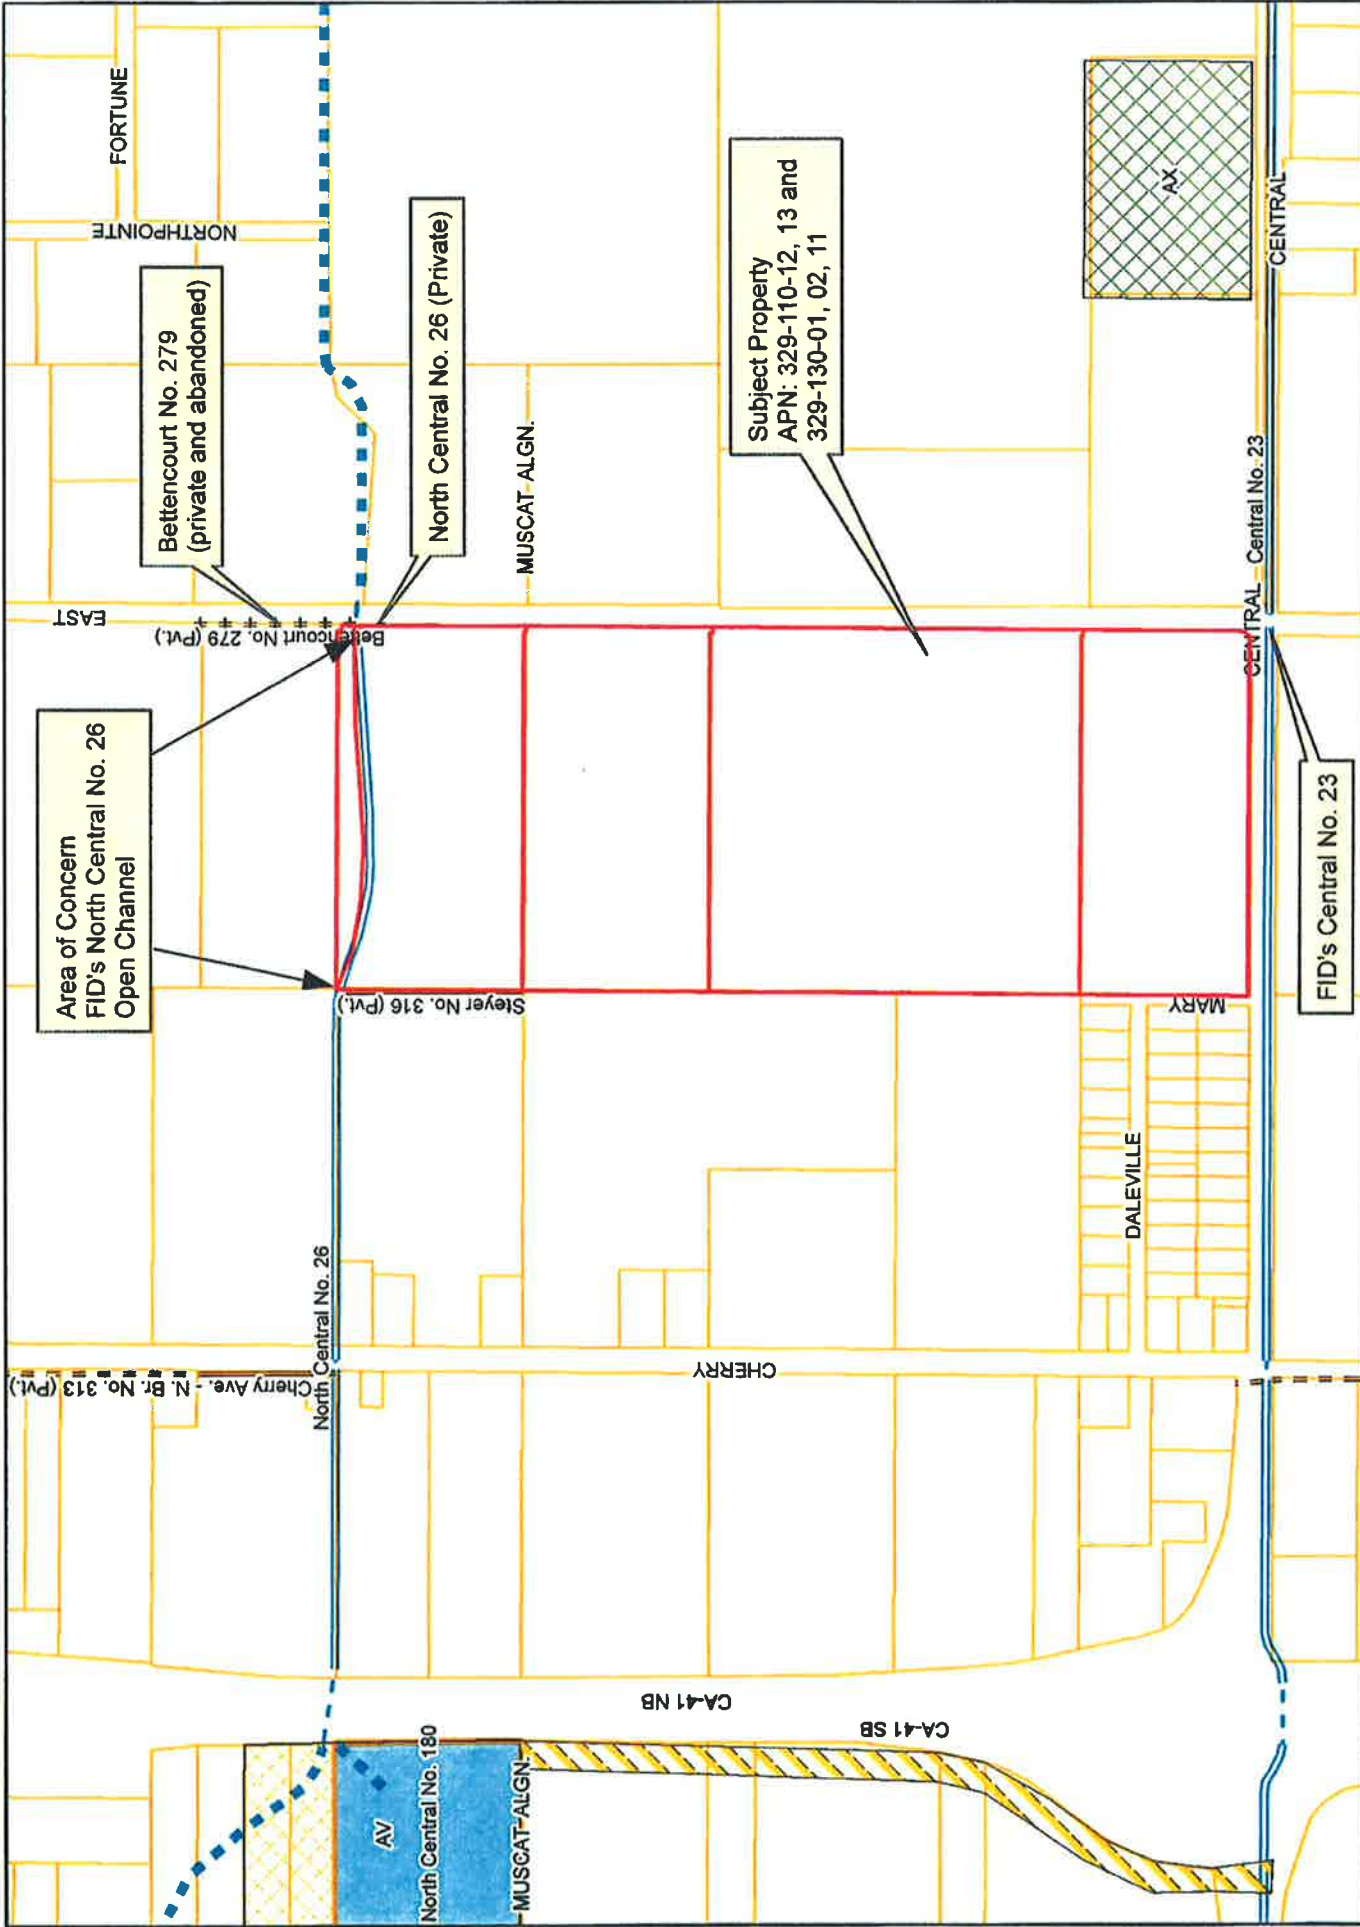 FORTUNE
NORTHPOINTE
EAST
Bettencourt No. 279
(private and abandoned)
Bettencourt No. 279 (Pvt.)
North Central No. 26 (Private)
MUSCAT ALGN.
Area of Concern
FID's North Central No. 26
Open Channel
Subject Property
APN: 329-110-12, 13 and
329-130-01, 02, 11
AX
CENTRAL
Central No. 23
CENTRAL
FID's Central No. 23
Steyer No. 316 (Pvt.)
MARY
DALEVILLE
North Central No. 26
Cherry Ave. - N. Br. No. 313 (Pvt.)
CHERRY
CA-41 NB
CA-41 SB
AV
North Central No. 180
MUSCAT ALGN.